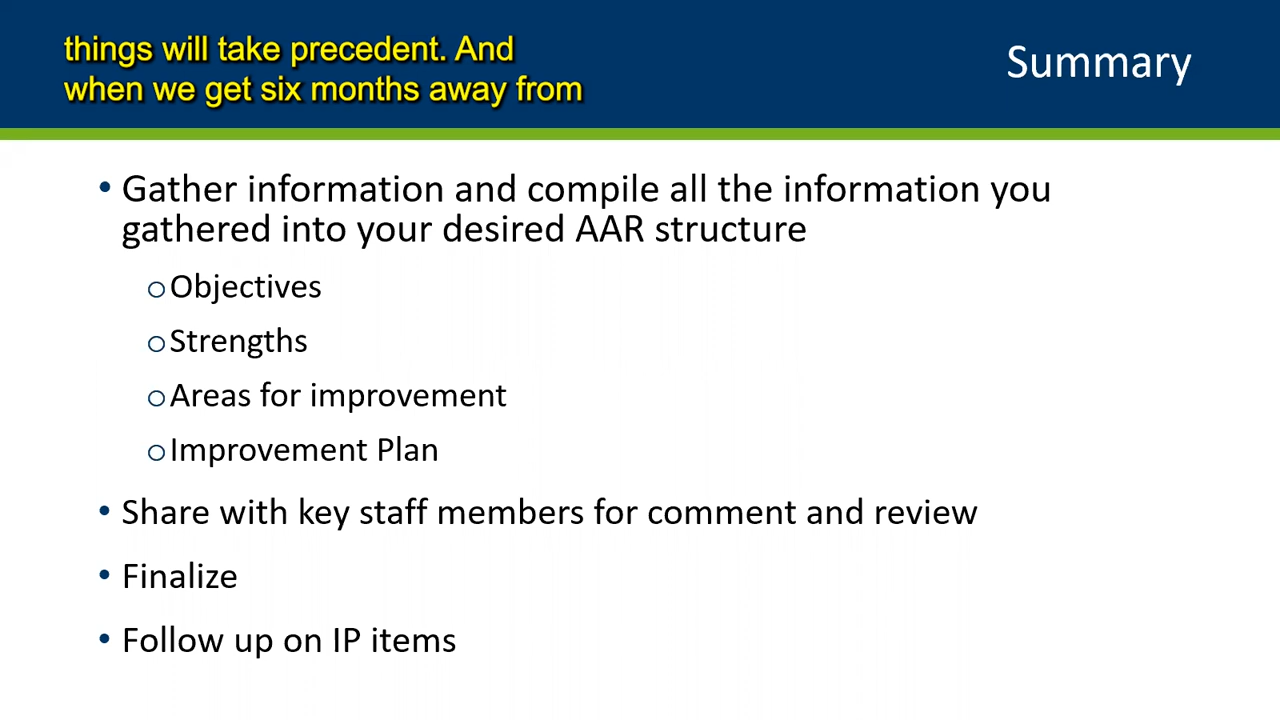 things will take precedent. And
when we get six months away from
Summary
• Gather information and compile all the information you
gathered into your desired AAR structure
o Objectives
o Strengths
o Areas for improvement
o Improvement Plan
• Share with key staff members for comment and review
• Finalize
• Follow up on IP items